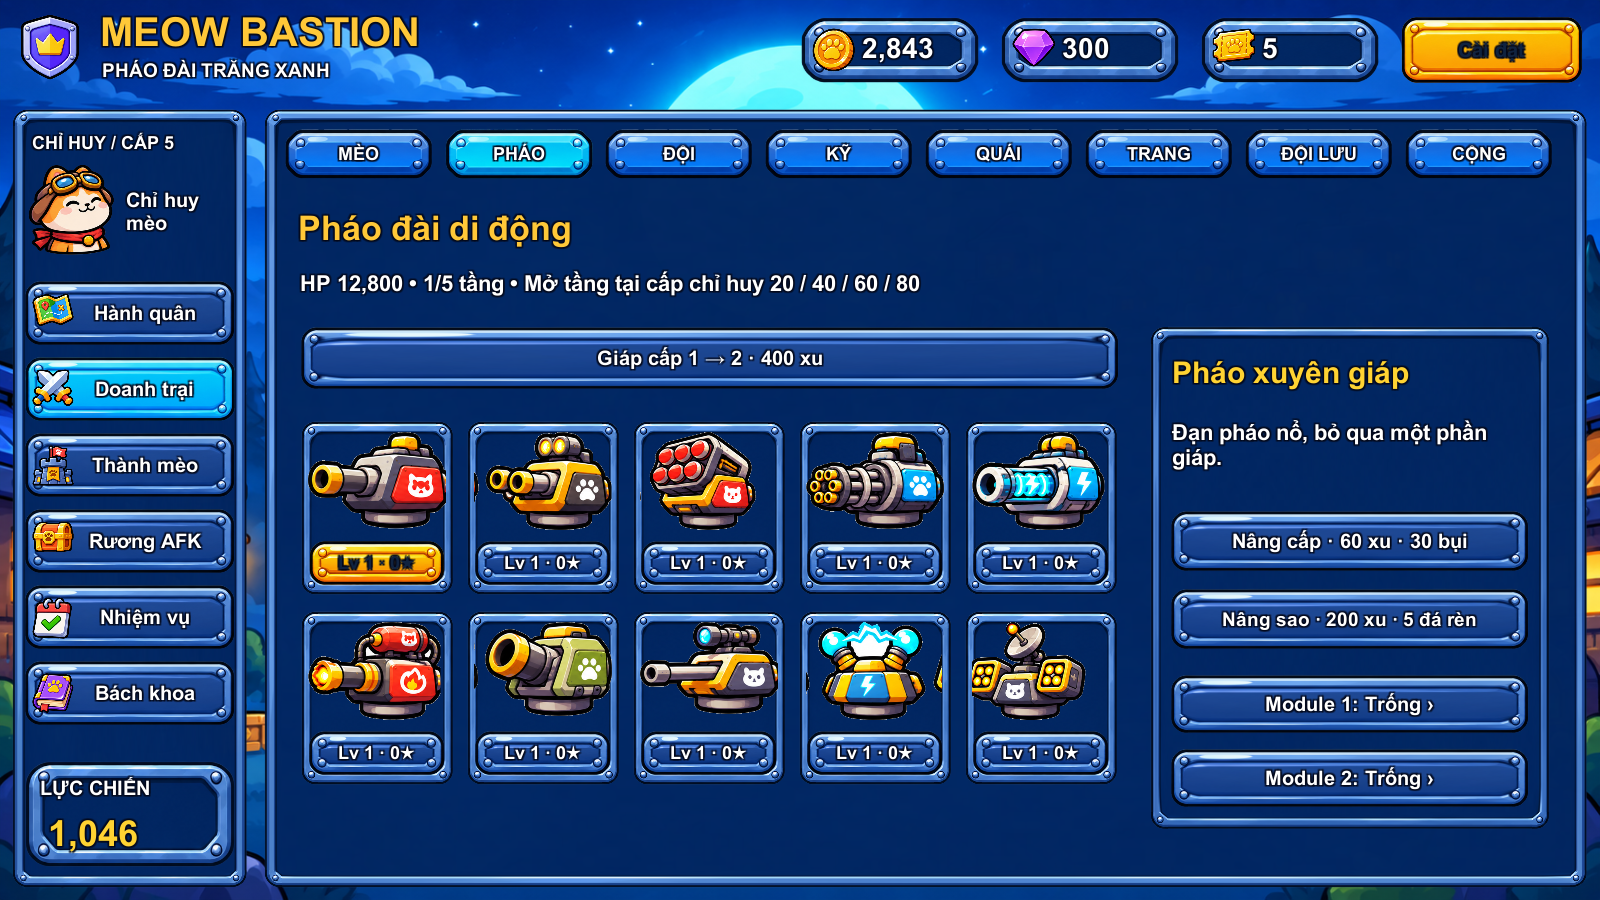 MEOW BASTION
PHÁO ĐÀI TRĂNG XANH
2,843
300
5
Cài đặt
CHỈ HUY / CẤP 5
Chỉ huy
mèo
Hành quân
Doanh trại
Thành mèo
Rương AFK
Nhiệm vụ
Bách khoa
LỰC CHIẾN
1,046
MÈO
PHÁO
ĐỘI
KỸ
QUÁI
TRANG
ĐỘI LƯU
CỘNG
Pháo đài di động
HP 12,800 • 1/5 tầng • Mở tầng tại cấp chỉ huy 20 / 40 / 60 / 80
Giáp cấp 1 → 2 · 400 xu
Lv 1 · 0★
Lv 1 · 0★
Lv 1 · 0★
Lv 1 · 0★
Lv 1 · 0★
Lv 1 · 0★
Lv 1 · 0★
Lv 1 · 0★
Lv 1 · 0★
Lv 1 · 0★
Pháo xuyên giáp
Đạn pháo nổ, bỏ qua một phần
giáp.
Nâng cấp · 60 xu · 30 bụi
Nâng sao · 200 xu · 5 đá rèn
Module 1: Trống ›
Module 2: Trống ›